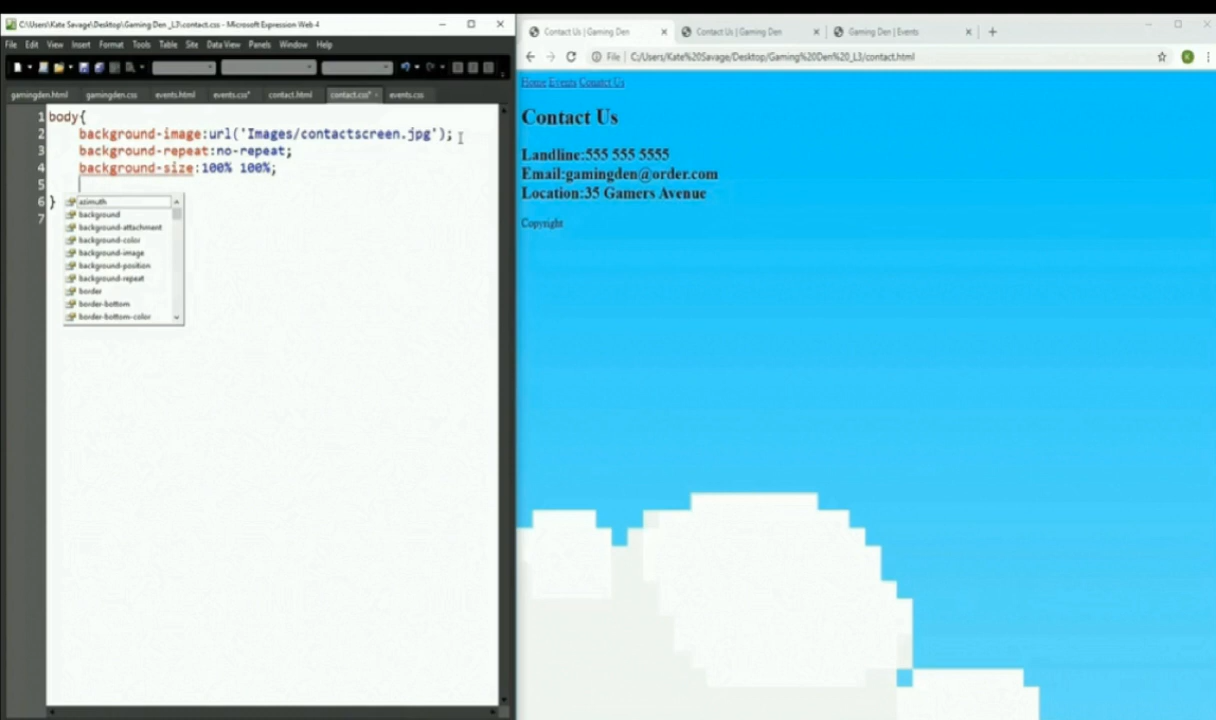 C:\Users\Kate Savage\Desktop\Gaming Den _L3\contact.css - Microsoft Expression Web 4
File Edit View Insert Format Tools Table Site Data View Panels Window Help
gamingden.html gamingden.css events.html events.css* contact.html contact.css* × events.css
1 body{
2 background-image:url('Images/contactscreen.jpg');
3 background-repeat:no-repeat;
4 background-size:100% 100%;
5
6 }
7
azimuth
background
background-attachment
background-color
background-image
background-position
background-repeat
border
border-bottom
border-bottom-color
Contact Us | Gaming Den
Contact Us | Gaming Den
Gaming Den | Events
File | C:/Users/Kate%20Savage/Desktop/Gaming%20Den%20_L3/contact.html
K
Home Events Conatct Us
Contact Us
Landline:555 555 5555
Email:gamingden@order.com
Location:35 Gamers Avenue
Copyright